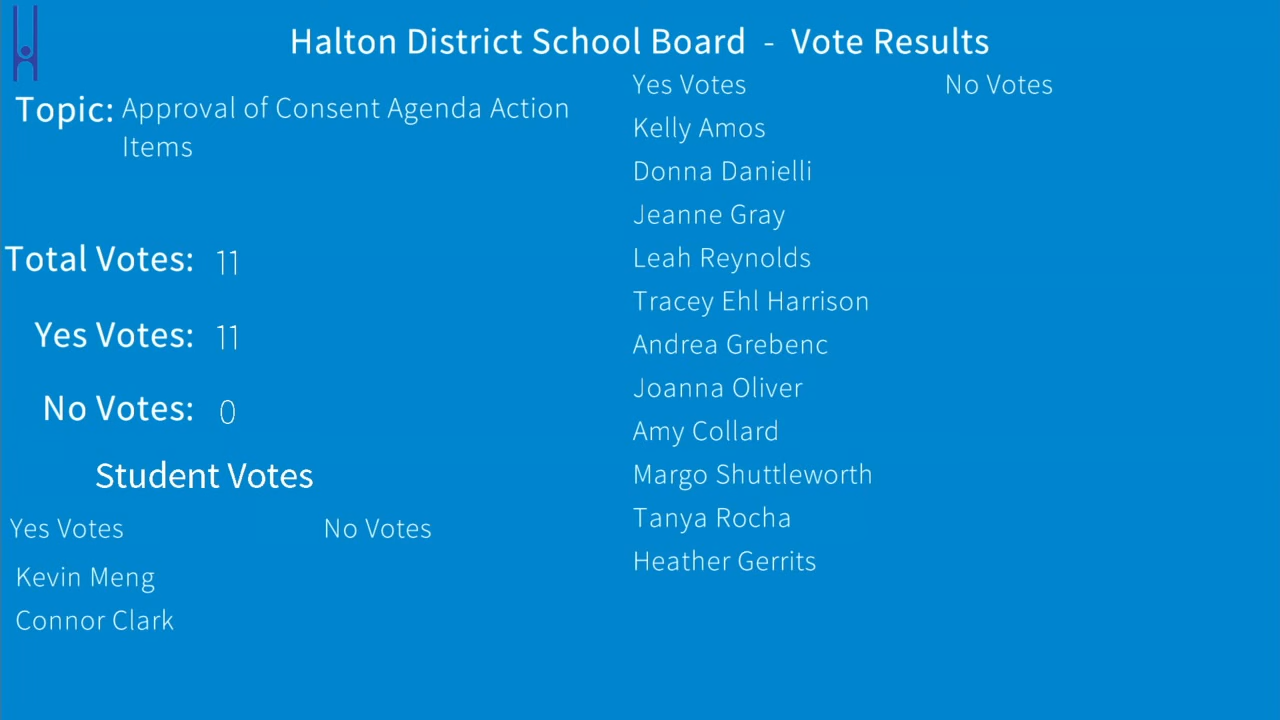 Halton District School Board - Vote Results
Topic: Approval of Consent Agenda Action
Items
Total Votes: 11
Yes Votes: 11
No Votes: 0
Student Votes
Yes Votes No Votes
Kevin Meng
Connor Clark
Yes Votes No Votes
Kelly Amos
Donna Danielli
Jeanne Gray
Leah Reynolds
Tracey Ehl Harrison
Andrea Grebenc
Joanna Oliver
Amy Collard
Margo Shuttleworth
Tanya Rocha
Heather Gerrits